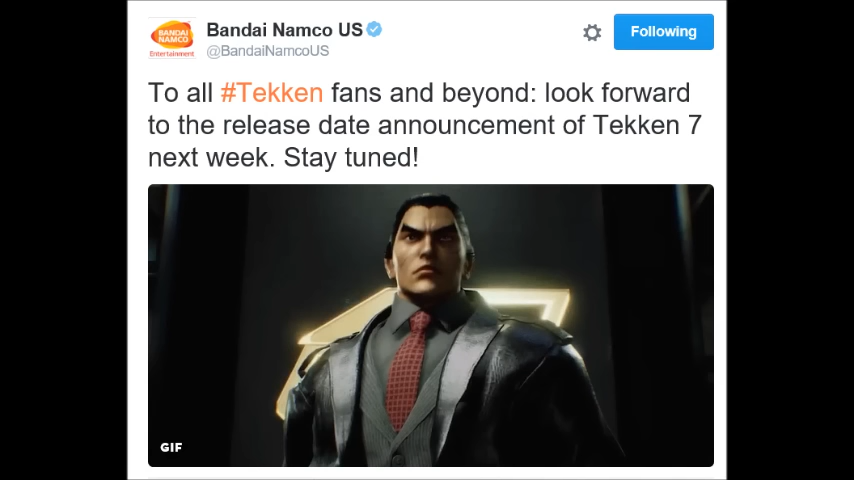 BANDAI
NAMCO
Entertainment
Bandai Namco US
@BandaiNamcoUS
Following
To all #Tekken fans and beyond: look forward
to the release date announcement of Tekken 7
next week. Stay tuned!
GIF